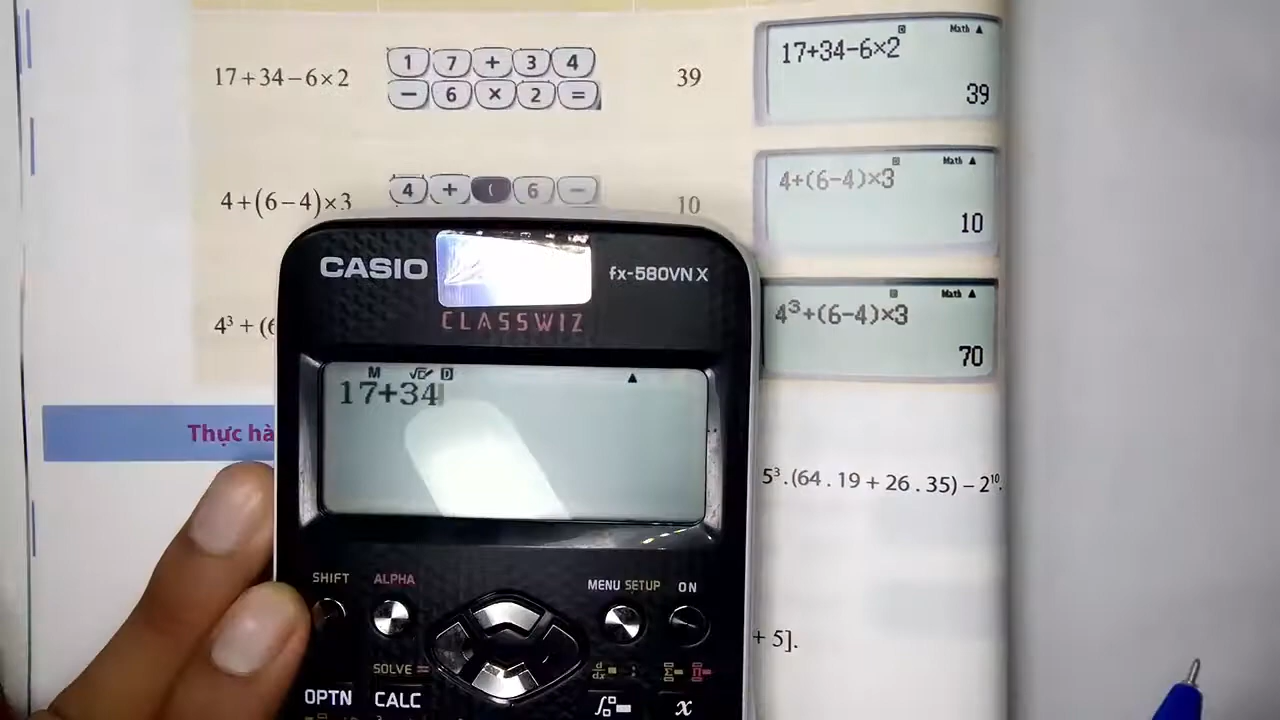 17+34−6×2
1 7 + 3 4
− 6 × 2 =
39
Math ▲
17+34−6×2
39
4+(6−4)×3
4 + ( 6 −
10
Math ▲
4+(6−4)×3
10
4³+(6
Math ▲
4³+(6−4)×3
70
CASIO
fx-580VN X
CLASSWIZ
M √ D ▲
17+34
Thực hà
5³.(64 . 19 + 26 . 35) − 2¹⁰.
+ 5].
SHIFT ALPHA MENU SETUP ON
SOLVE =
OPTN CALC x